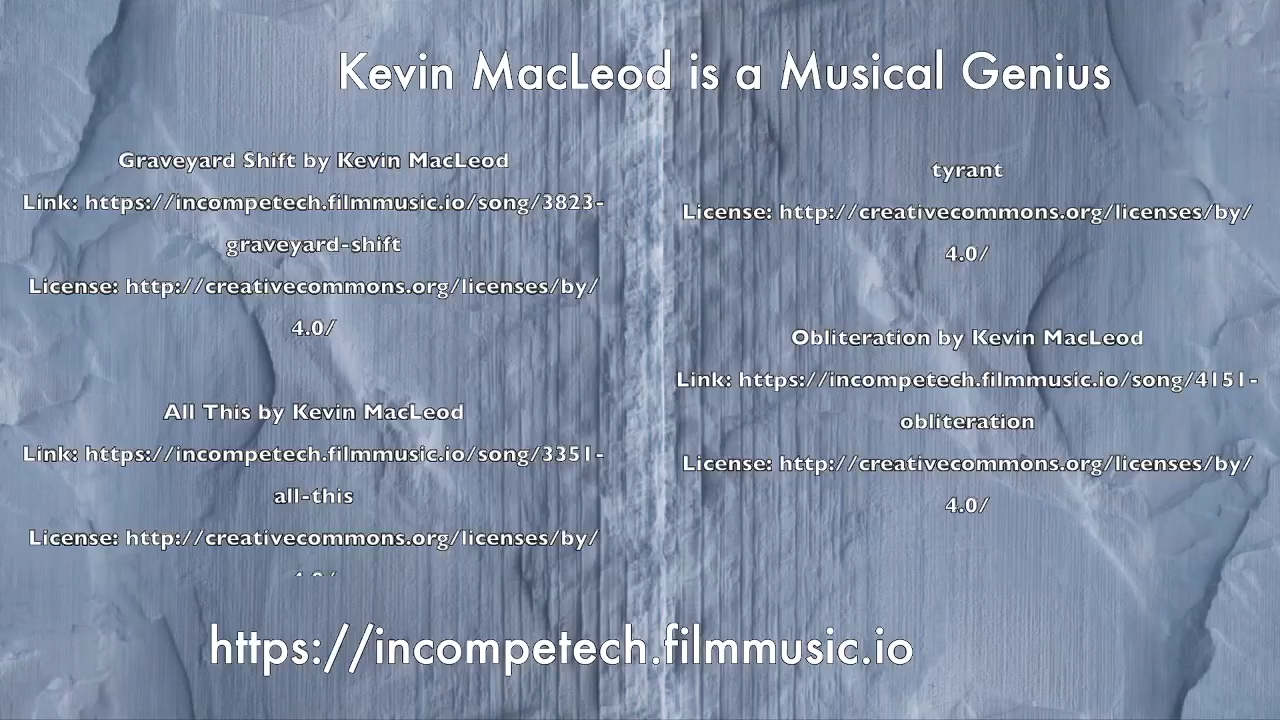 Kevin MacLeod is a Musical Genius
Graveyard Shift by Kevin MacLeod
Link: https://incompetech.filmmusic.io/song/3823-
graveyard-shift
License: http://creativecommons.org/licenses/by/
4.0/
All This by Kevin MacLeod
Link: https://incompetech.filmmusic.io/song/3351-
all-this
License: http://creativecommons.org/licenses/by/
tyrant
License: http://creativecommons.org/licenses/by/
4.0/
Obliteration by Kevin MacLeod
Link: https://incompetech.filmmusic.io/song/4151-
obliteration
License: http://creativecommons.org/licenses/by/
4.0/
https://incompetech.filmmusic.io